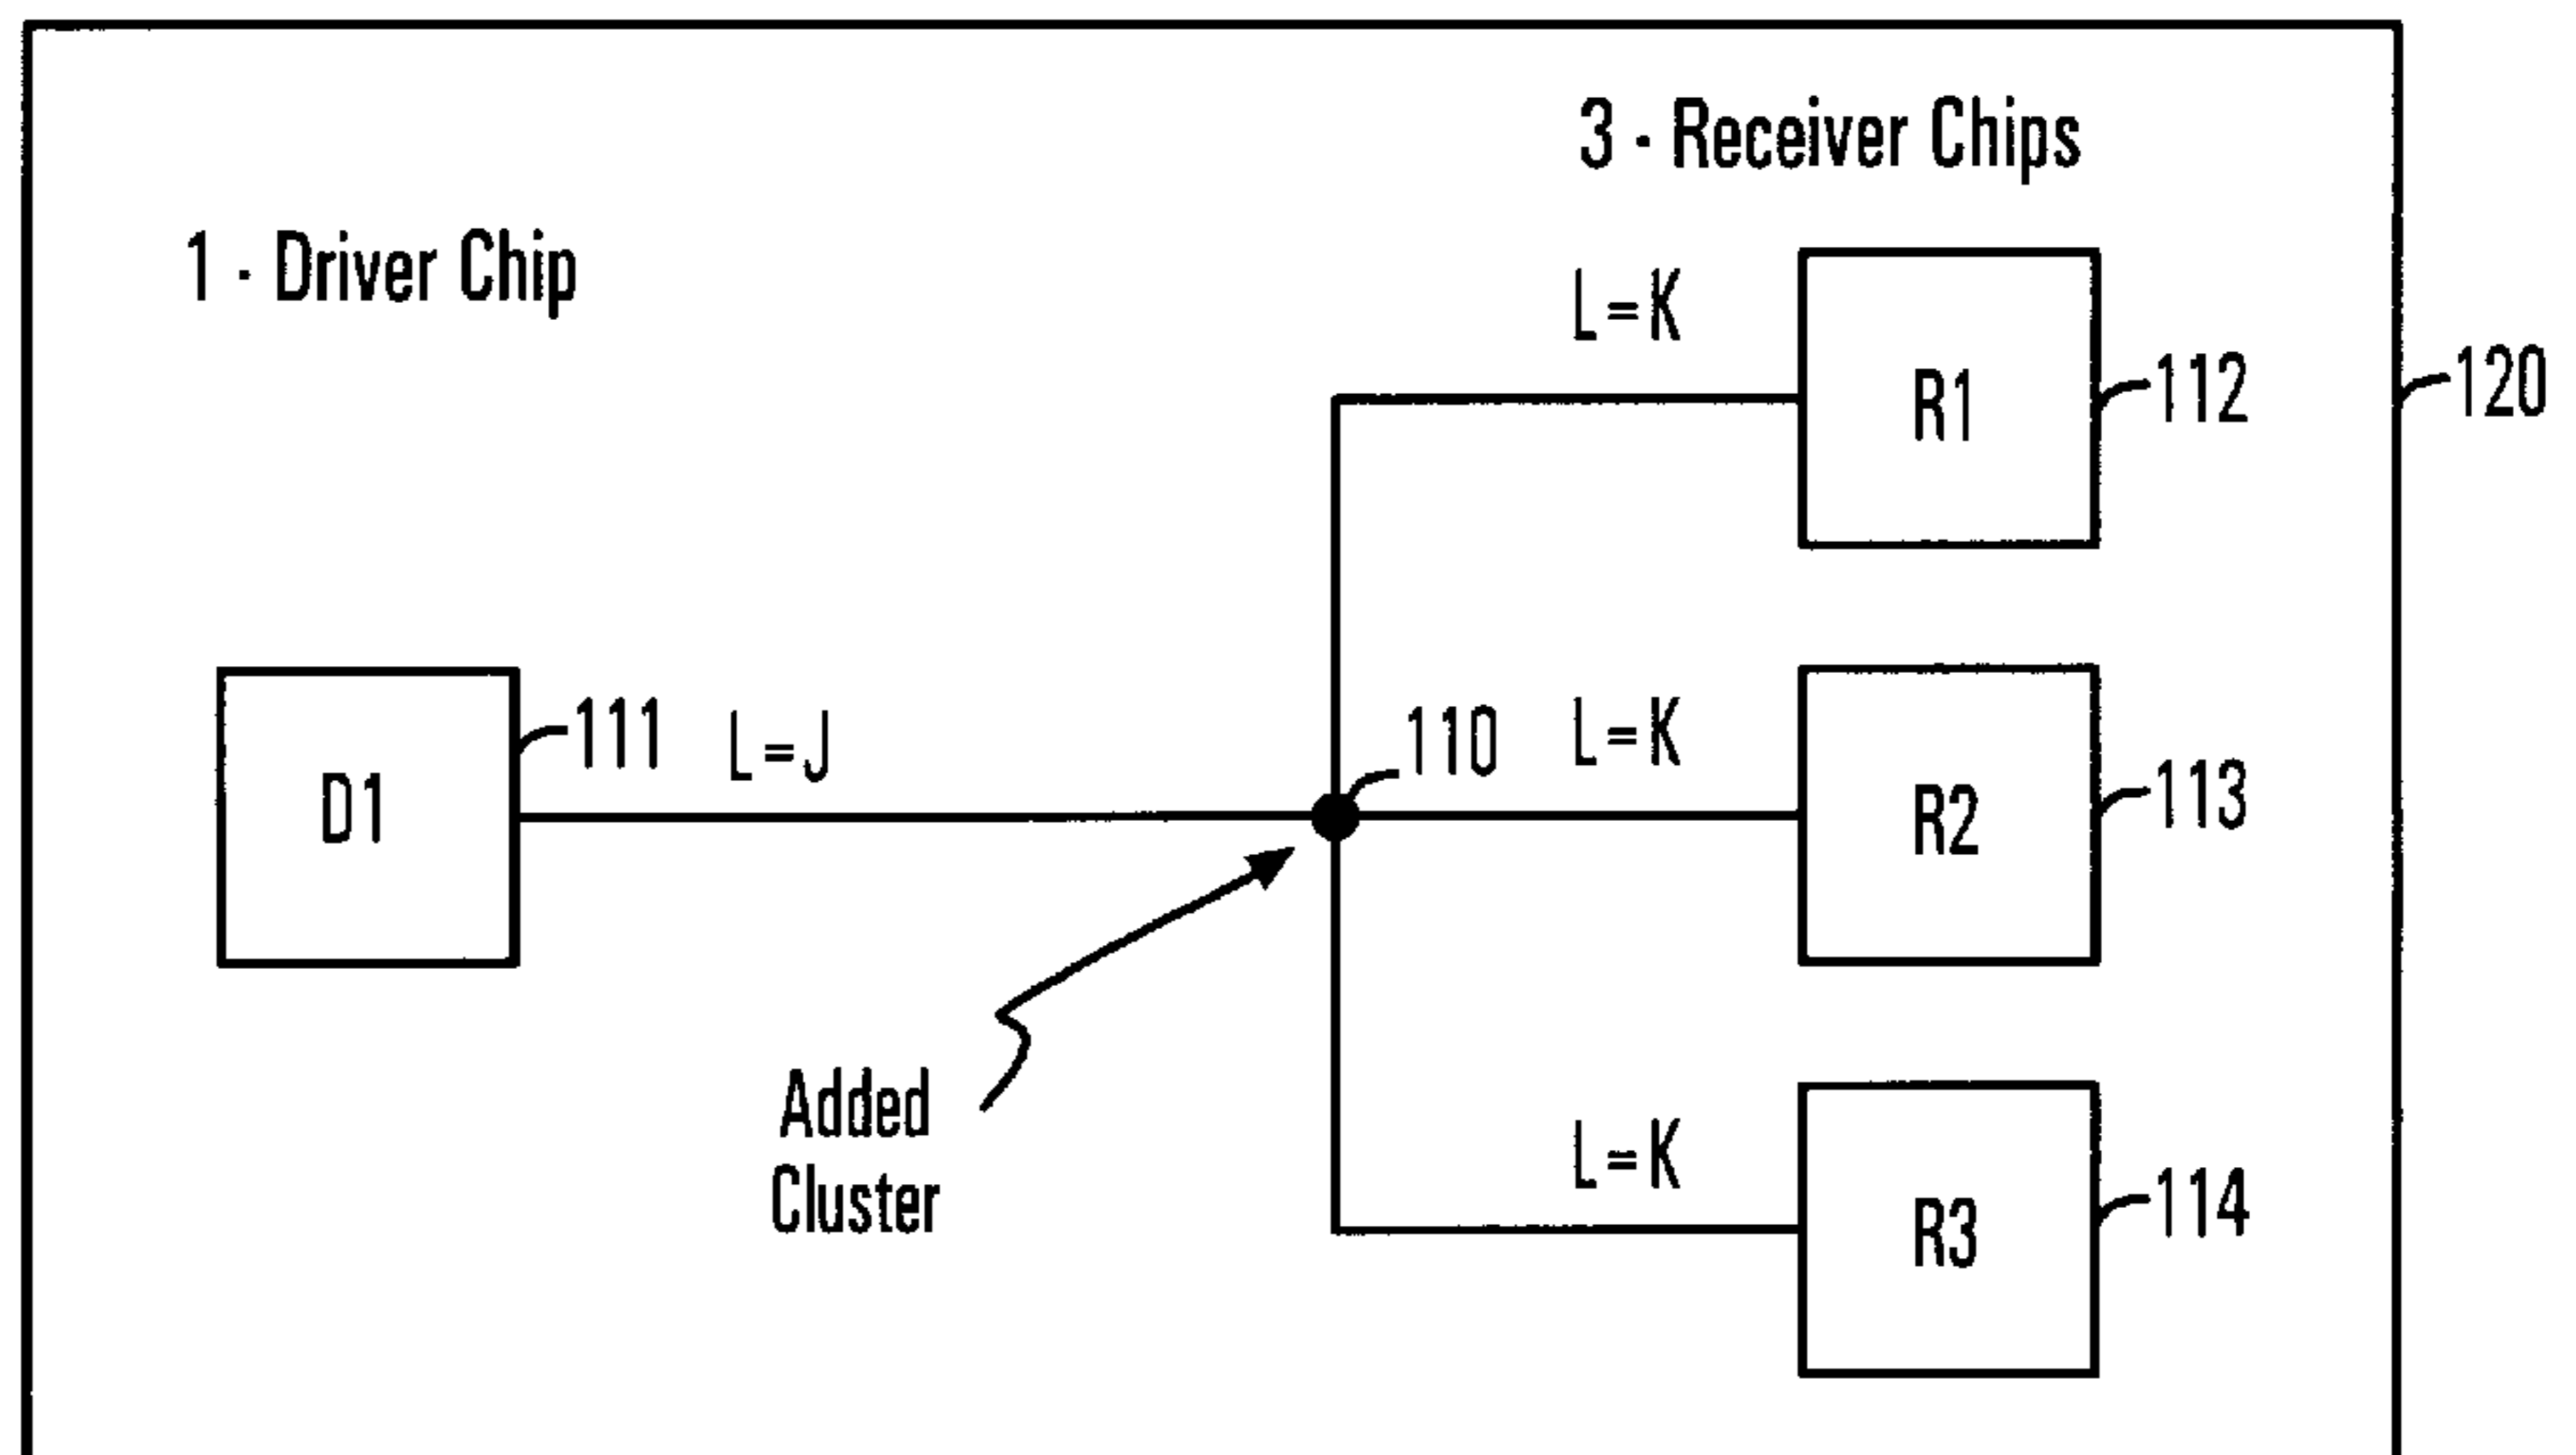 3 - Receiver Chips
1 - Driver Chip
L=K
R1
112
120
111
L=J
110
L=K
D1
R2
113
Added
Cluster
L=K
R3
114